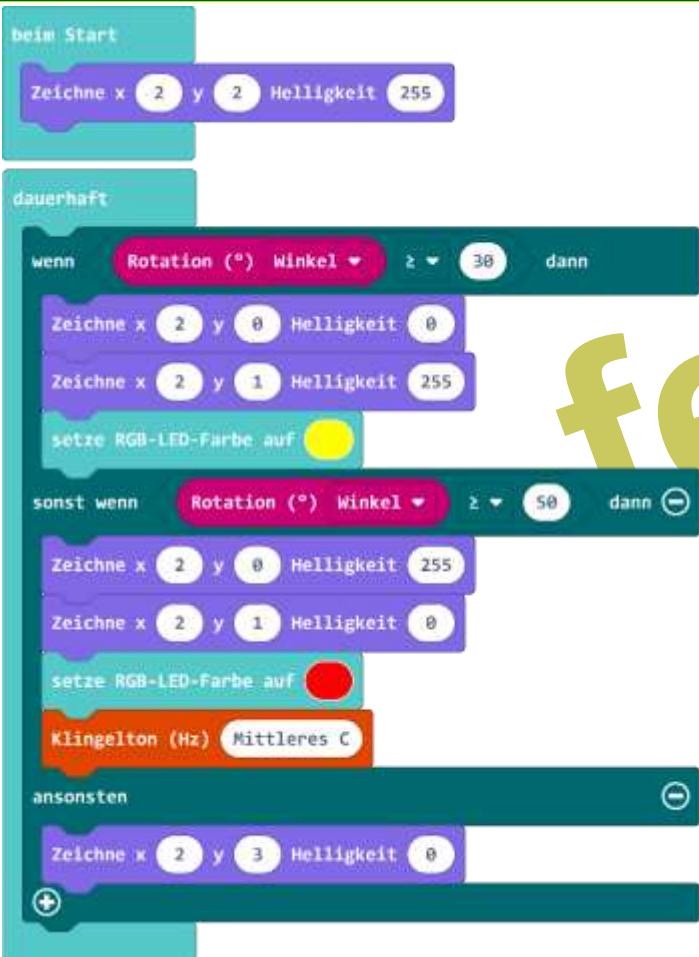 beim Start
Zeichne x 2 y 2 Helligkeit 255
dauerhaft
wenn Rotation (°) Winkel ≥ 30 dann
Zeichne x 2 y 0 Helligkeit 0
Zeichne x 2 y 1 Helligkeit 255
setze RGB-LED-Farbe auf
sonst wenn Rotation (°) Winkel ≥ 50 dann
Zeichne x 2 y 0 Helligkeit 255
Zeichne x 2 y 1 Helligkeit 0
setze RGB-LED-Farbe auf
Klingelton (Hz) Mittleres C
ansonsten
Zeichne x 2 y 3 Helligkeit 0